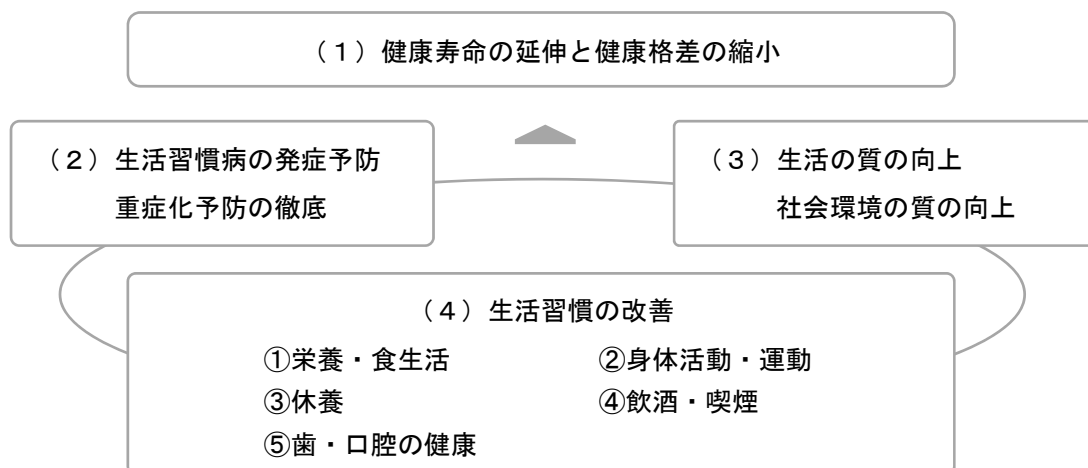 （１）健康寿命の延伸と健康格差の縮小
（２）生活習慣病の発症予防
重症化予防の徹底
（３）生活の質の向上
社会環境の質の向上
（４）生活習慣の改善
①栄養・食生活 ②身体活動・運動
③休養 ④飲酒・喫煙
⑤歯・口腔の健康